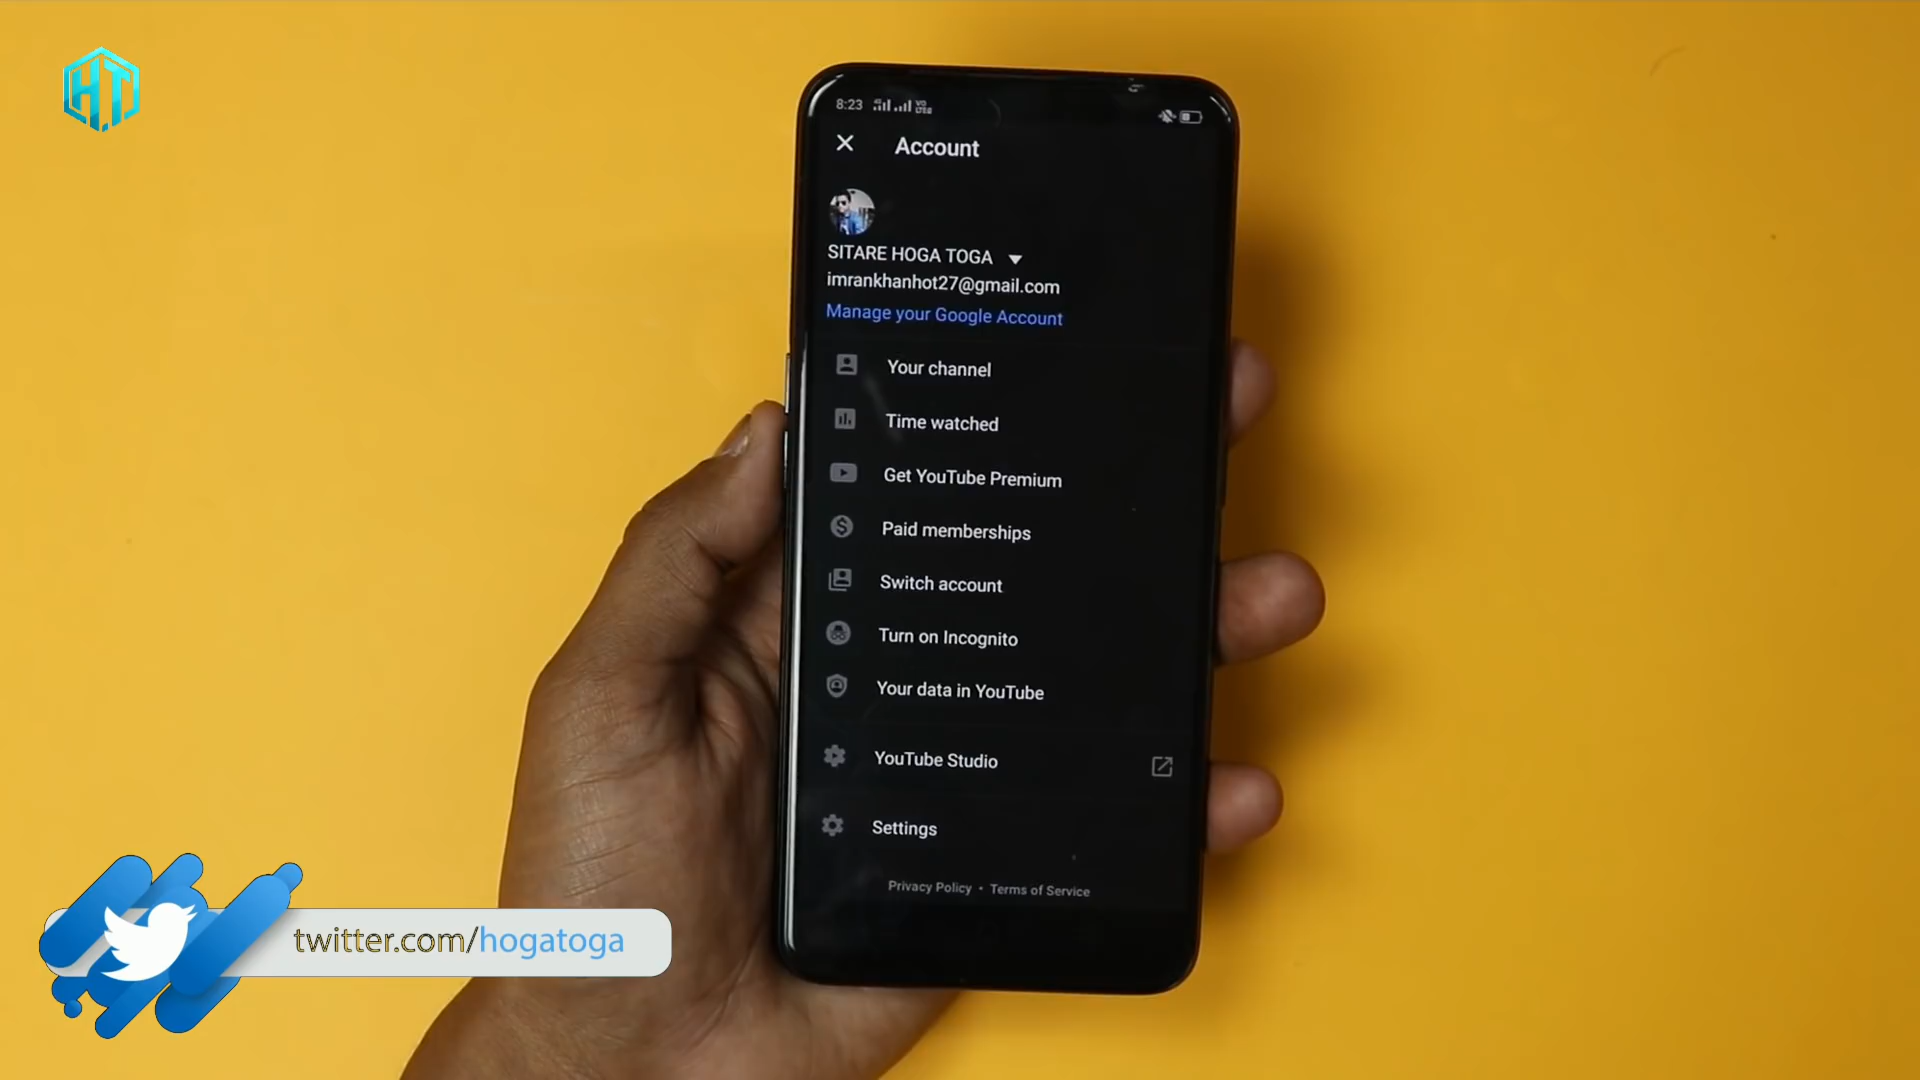 HT
8:23
Account
SITARE HOGA TOGA
imrankhanhot27@gmail.com
Manage your Google Account
Your channel
Time watched
Get YouTube Premium
Paid memberships
Switch account
Turn on Incognito
Your data in YouTube
YouTube Studio
Settings
Privacy Policy • Terms of Service
twitter.com/hogatoga